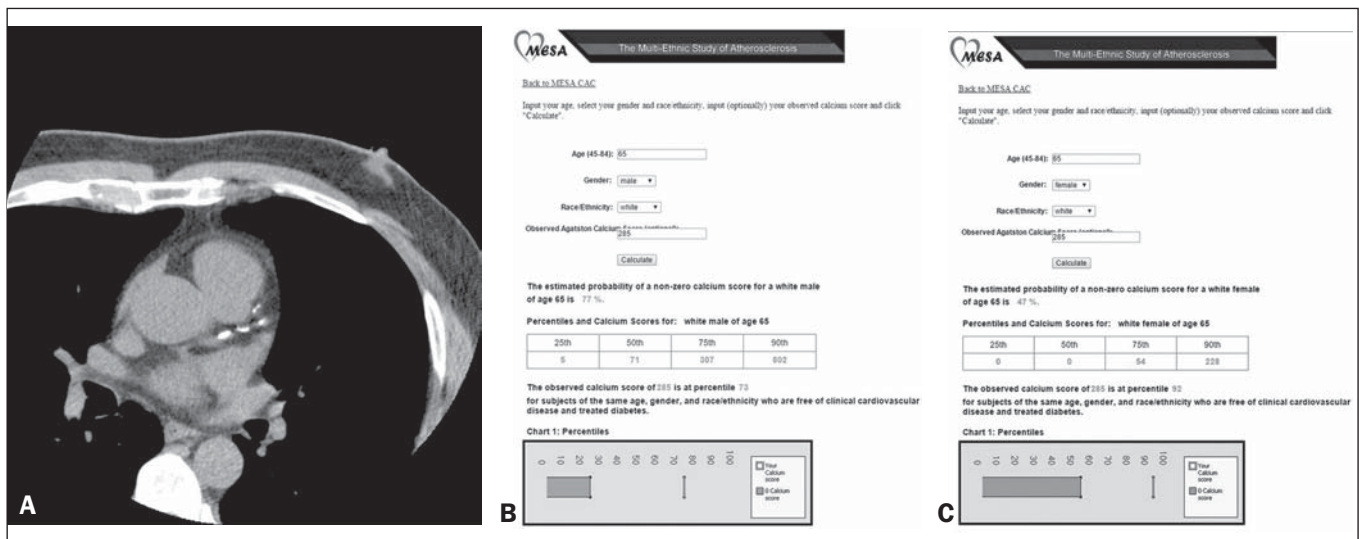 A
MESA
The Multi-Ethnic Study of Atherosclerosis
Back to MESA CAC
Input your age, select your gender and race/ethnicity, input (optionally) your observed calcium score and click
"Calculate".
Age (45-84): 65
Gender: male
Race/Ethnicity: white
Observed Agatston Calcium Score (optional)
285
Calculate
The estimated probability of a non-zero calcium score for a white male
of age 65 is 77 %.
Percentiles and Calcium Scores for: white male of age 65
25th 50th 75th 90th
5 71 307 802
The observed calcium score of 285 is at percentile 73
for subjects of the same age, gender, and race/ethnicity who are free of clinical cardiovascular
disease and treated diabetes.
Chart 1: Percentiles
0 10 20 30 40 50 60 70 80 90 100
Your
Calcium
score
0 Calcium
score
B
MESA
The Multi-Ethnic Study of Atherosclerosis
Back to MESA CAC
Input your age, select your gender and race/ethnicity, input (optionally) your observed calcium score and click
"Calculate".
Age (45-84): 65
Gender: female
Race/Ethnicity: white
Observed Agatston Calcium Score (optional)
285
Calculate
The estimated probability of a non-zero calcium score for a white female
of age 65 is 47 %.
Percentiles and Calcium Scores for: white female of age 65
25th 50th 75th 90th
0 0 54 228
The observed calcium score of 285 is at percentile 92
for subjects of the same age, gender, and race/ethnicity who are free of clinical cardiovascular
disease and treated diabetes.
Chart 1: Percentiles
0 10 20 30 40 50 60 70 80 90 100
Your
Calcium
score
0 Calcium
score
C